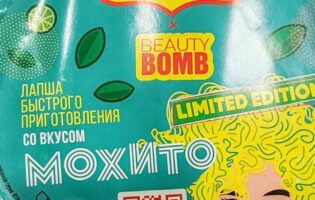 ×
BEAUTY
BOMB
LIMITED EDITION
ЛАПША
БЫСТРОГО
ПРИГОТОВЛЕНИЯ
СО ВКУСОМ
МОХИТО